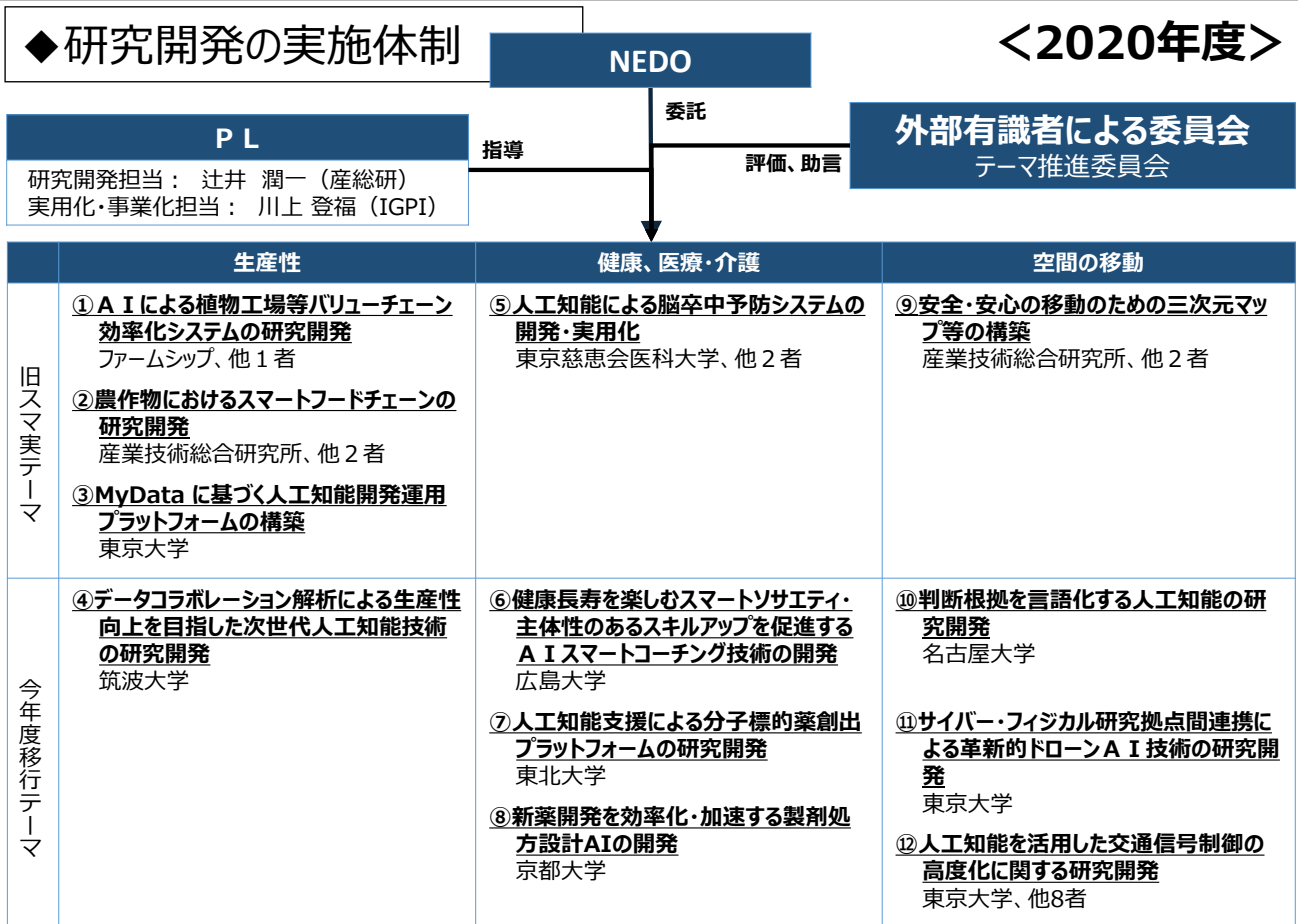 ◆研究開発の実施体制
NEDO
<2020年度>
委託
PL
研究開発担当： 辻井 潤一（産総研）
実用化・事業化担当： 川上 登福（IGPI）
指導
評価、助言
外部有識者による委員会
テーマ推進委員会
生産性
健康、医療・介護
空間の移動
旧スマ実テーマ
①ＡＩによる植物工場等バリューチェーン
効率化システムの研究開発
ファームシップ、他１者
②農作物におけるスマートフードチェーンの
研究開発
産業技術総合研究所、他２者
③MyData に基づく人工知能開発運用
プラットフォームの構築
東京大学
⑤人工知能による脳卒中予防システムの
開発・実用化
東京慈恵会医科大学、他２者
⑨安全・安心の移動のための三次元マッ
プ等の構築
産業技術総合研究所、他２者
今年度移行テーマ
④データコラボレーション解析による生産性
向上を目指した次世代人工知能技術
の研究開発
筑波大学
⑥健康長寿を楽しむスマートソサエティ・
主体性のあるスキルアップを促進する
ＡＩスマートコーチング技術の開発
広島大学
⑦人工知能支援による分子標的薬創出
プラットフォームの研究開発
東北大学
⑧新薬開発を効率化・加速する製剤処
方設計AIの開発
京都大学
⑩判断根拠を言語化する人工知能の研
究開発
名古屋大学
⑪サイバー・フィジカル研究拠点間連携に
よる革新的ドローンＡＩ技術の研究開
発
東京大学
⑫人工知能を活用した交通信号制御の
高度化に関する研究開発
東京大学、他8者